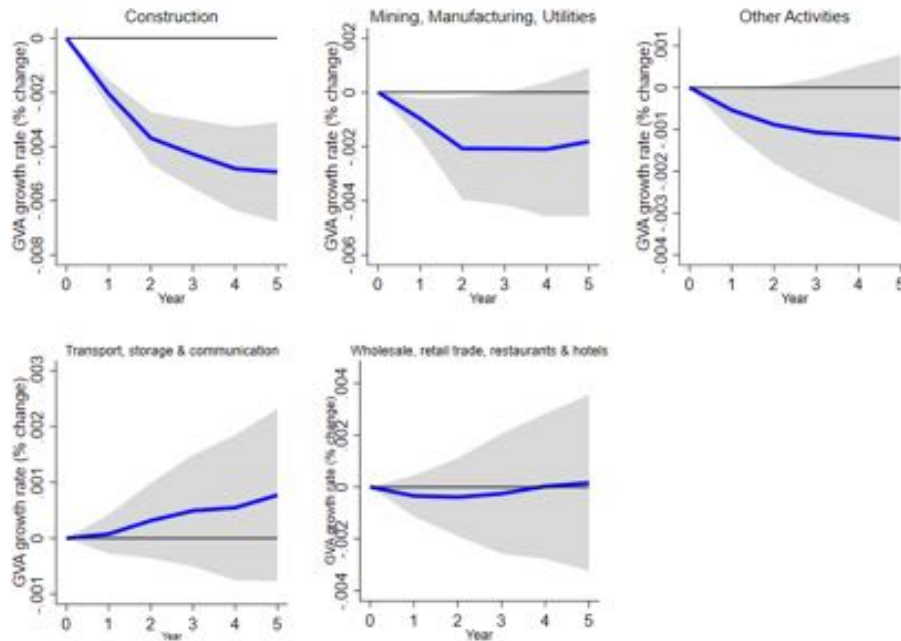 Construction
GVA growth rate (% change)
0
-.002
-.004
-.006
-.008
0 1 2 3 4 5
Year
Mining, Manufacturing, Utilities
GVA growth rate (% change)
.002
0
-.002
-.004
-.006
0 1 2 3 4 5
Year
Other Activities
GVA growth rate (% change)
.001
0
-.001
-.002
-.003
-.004
0 1 2 3 4 5
Year
Transport, storage & communication
GVA growth rate (% change)
.003
.002
.001
0
-.001
0 1 2 3 4 5
Year
Wholesale, retail trade, restaurants & hotels
GVA growth rate (% change)
.004
.002
0
-.002
-.004
0 1 2 3 4 5
Year